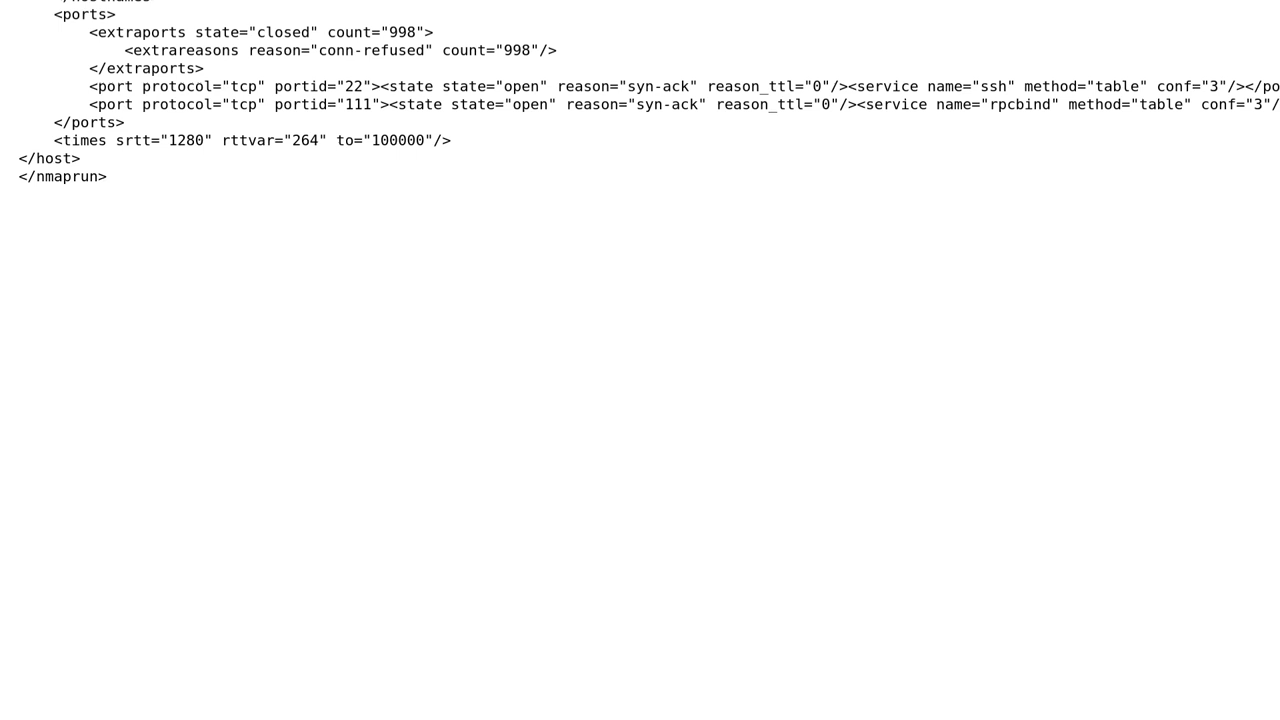 <ports>
<extraports state="closed" count="998">
<extrareasons reason="conn-refused" count="998"/>
</extraports>
<port protocol="tcp" portid="22"><state state="open" reason="syn-ack" reason_ttl="0"/><service name="ssh" method="table" conf="3"/></po
<port protocol="tcp" portid="111"><state state="open" reason="syn-ack" reason_ttl="0"/><service name="rpcbind" method="table" conf="3"/
</ports>
<times srtt="1280" rttvar="264" to="100000"/>
</host>
</nmaprun>